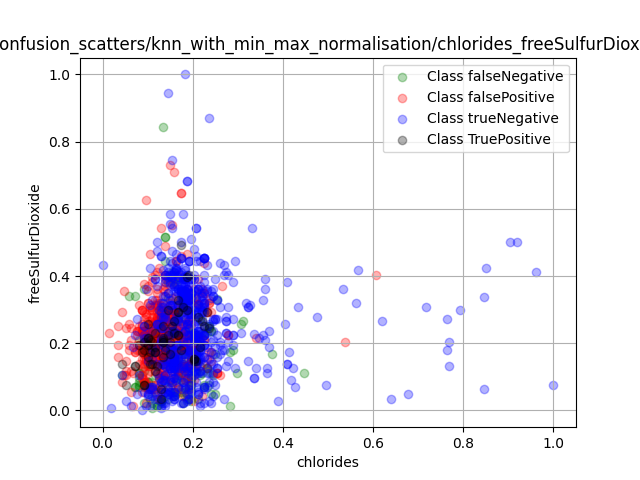 onfusion_scatters/knn_with_min_max_normalisation/chlorides_freeSulfurDiox
Class falseNegative
Class falsePositive
Class trueNegative
Class TruePositive
freeSulfurDioxide
1.0
0.8
0.6
0.4
0.2
0.0
0.0 0.2 0.4 0.6 0.8 1.0
chlorides